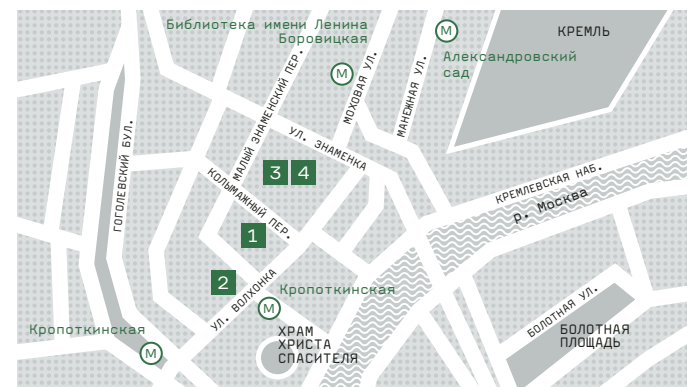 Библиотека имени Ленина
Боровицкая
М
М
Александровский
сад
КРЕМЛЬ
МАЛЫЙ ЗНАМЕНСКИЙ ПЕР.
МОХОВАЯ УЛ.
МАНЕЖНАЯ УЛ.
УЛ. ЗНАМЕНКА
ГОГОЛЕВСКИЙ БУЛ.
3 4
КОЛЫМАЖНЫЙ ПЕР.
КРЕМЛЕВСКАЯ НАБ.
р. Москва
1
2
УЛ. ВОЛХОНКА
Кропоткинская
М
Кропоткинская
М
ХРАМ
ХРИСТА
СПАСИТЕЛЯ
БОЛОТНАЯ УЛ.
БОЛОТНАЯ
ПЛОЩАДЬ